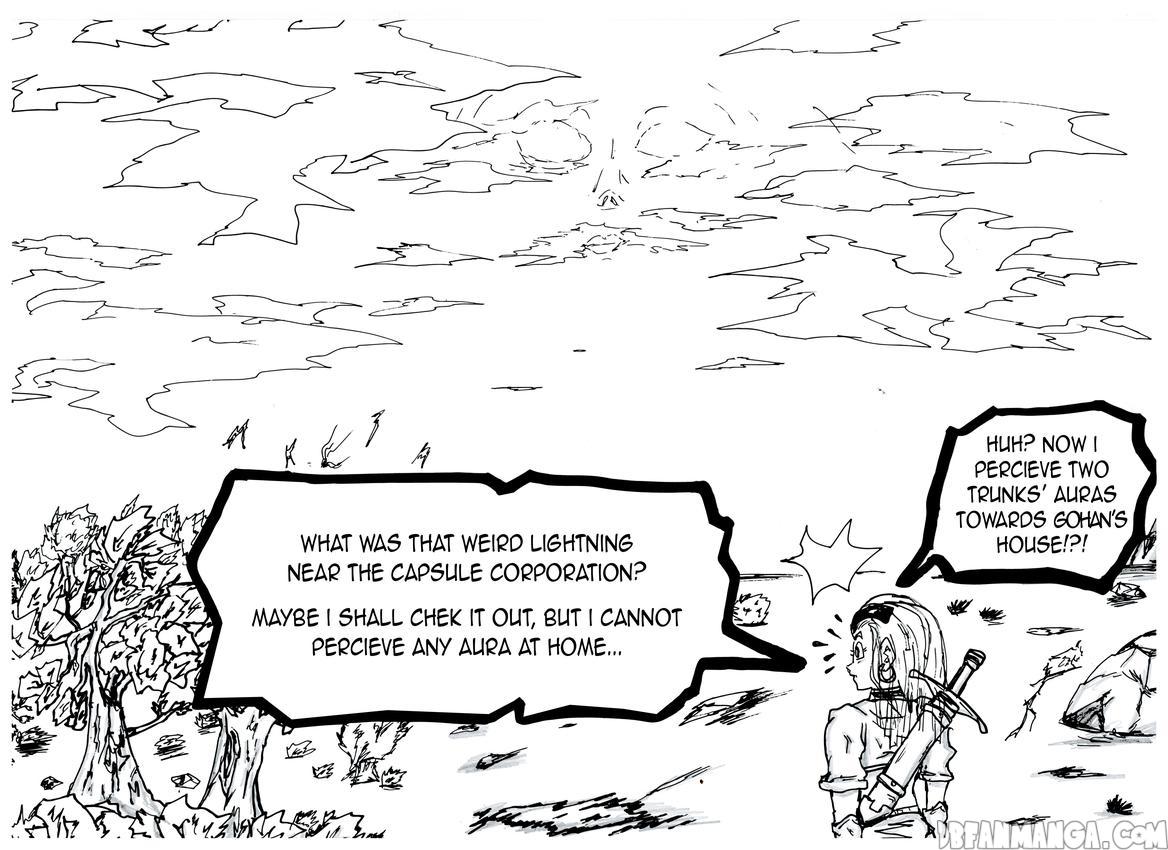 WHAT WAS THAT WEIRD LIGHTNING
NEAR THE CAPSULE CORPORATION?
MAYBE I SHALL CHEK IT OUT, BUT I CANNOT
PERCIEVE ANY AURA AT HOME...
HUH? NOW I
PERCIEVE TWO
TRUNKS' AURAS
TOWARDS GOHAN'S
HOUSE!?!
DBFANMANGA.COM